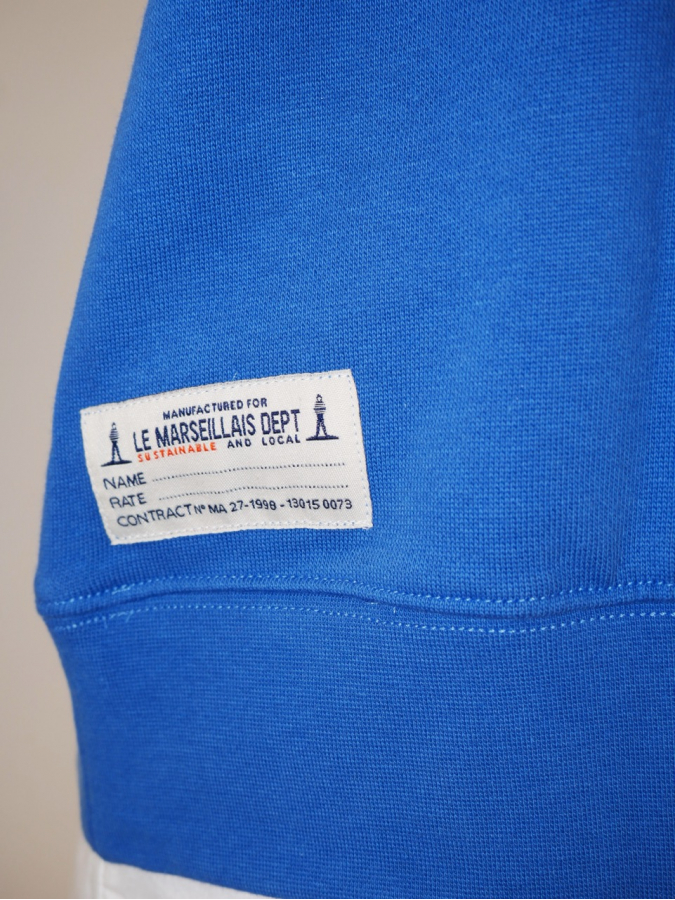 MANUFACTURED FOR
LE MARSEILLAIS DEPT
SUSTAINABLE AND LOCAL
NAME
RATE
CONTRACT Nº MA 27-1998 - 13015 0073